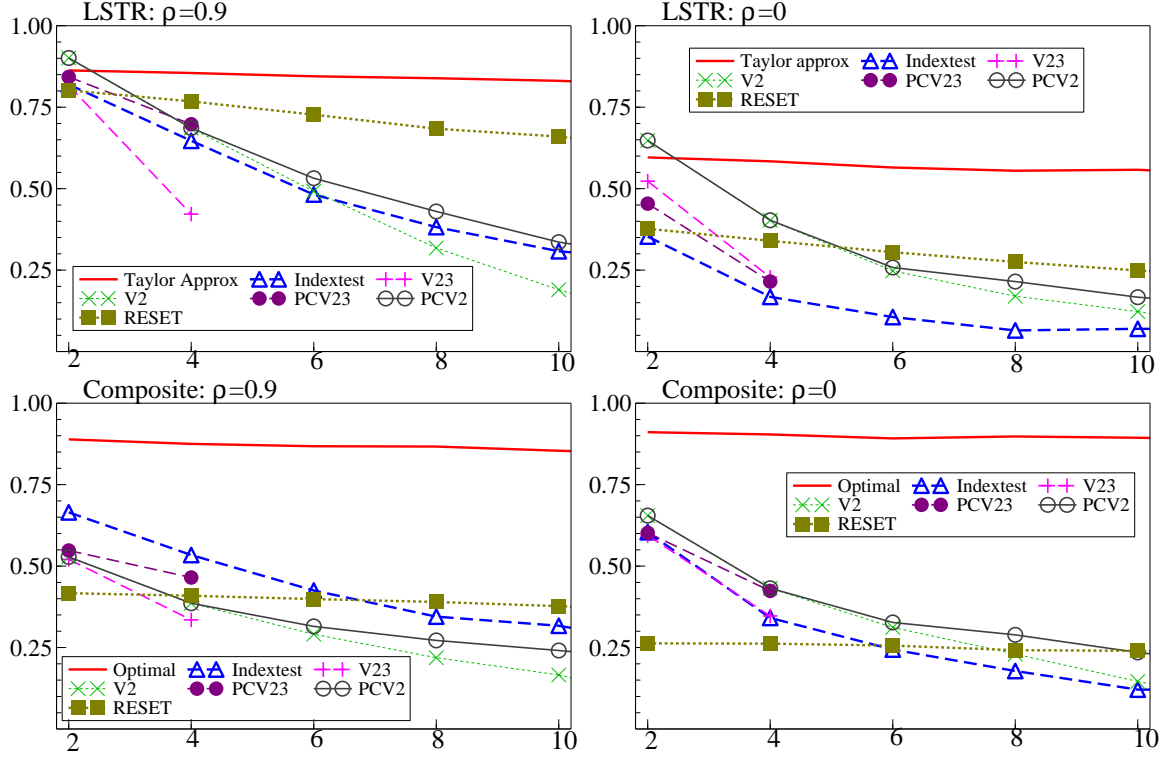 LSTR: ρ=0.9
1.00
0.75
0.50
0.25
Taylor Approx Indextest V23
V2 PCV23 PCV2
RESET
2 4 6 8 10
LSTR: ρ=0
1.00
0.75
0.50
0.25
Taylor approx Indextest V23
V2 PCV23 PCV2
RESET
2 4 6 8 10
Composite: ρ=0.9
1.00
0.75
0.50
0.25
Optimal Indextest V23
V2 PCV23 PCV2
RESET
2 4 6 8 10
Composite: ρ=0
1.00
0.75
0.50
0.25
Optimal Indextest V23
V2 PCV23 PCV2
RESET
2 4 6 8 10